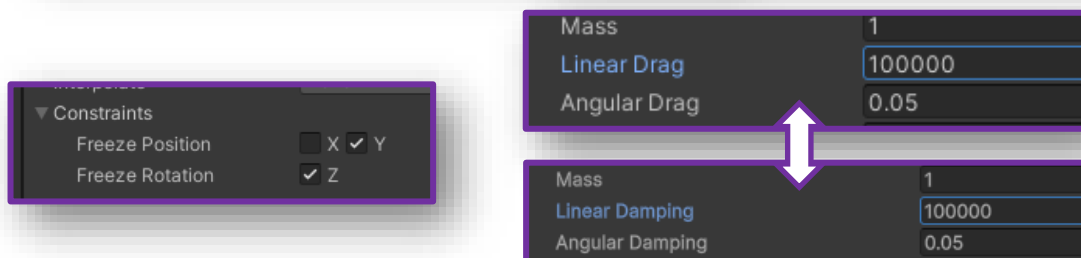 Constraints
Freeze Position X Y
Freeze Rotation Z
Mass 1
Linear Drag 100000
Angular Drag 0.05
Mass 1
Linear Damping 100000
Angular Damping 0.05